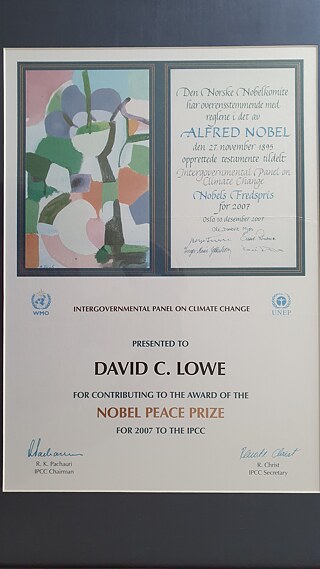 Den Norske Nobelkomite
har overensstemmende med
reglene i det av
ALFRED NOBEL
den 27. november 1895
opprettede testamente tildelt
Intergovernmental Panel on
Climate Change
Nobels Fredspris
for 2007
Oslo 10 desember 2007
WMO
INTERGOVERNMENTAL PANEL ON CLIMATE CHANGE
UNEP
PRESENTED TO
DAVID C. LOWE
FOR CONTRIBUTING TO THE AWARD OF THE
NOBEL PEACE PRIZE
FOR 2007 TO THE IPCC
R. K. Pachauri
IPCC Chairman
R. Christ
IPCC Secretary